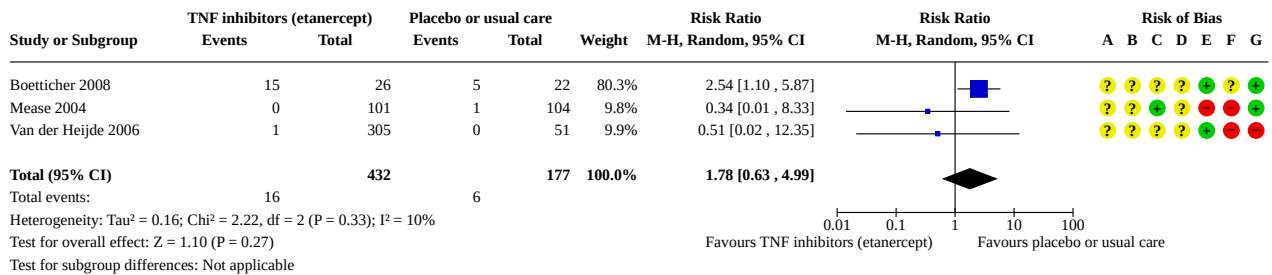 TNF inhibitors (etanercept) Placebo or usual care Risk Ratio Risk Ratio Risk of Bias
Study or Subgroup Events Total Events Total Weight M-H, Random, 95% CI M-H, Random, 95% CI A B C D E F G
Boetticher 2008 15 26 5 22 80.3% 2.54 [1.10 , 5.87] ? ? ? ? + ? +
Mease 2004 0 101 1 104 9.8% 0.34 [0.01 , 8.33] ? ? + ? − − +
Van der Heijde 2006 1 305 0 51 9.9% 0.51 [0.02 , 12.35] ? ? ? ? + − −
Total (95% CI) 432 177 100.0% 1.78 [0.63 , 4.99]
Total events: 16 6
Heterogeneity: Tau² = 0.16; Chi² = 2.22, df = 2 (P = 0.33); I² = 10%
0.01 0.1 1 10 100
Test for overall effect: Z = 1.10 (P = 0.27) Favours TNF inhibitors (etanercept) Favours placebo or usual care
Test for subgroup differences: Not applicable